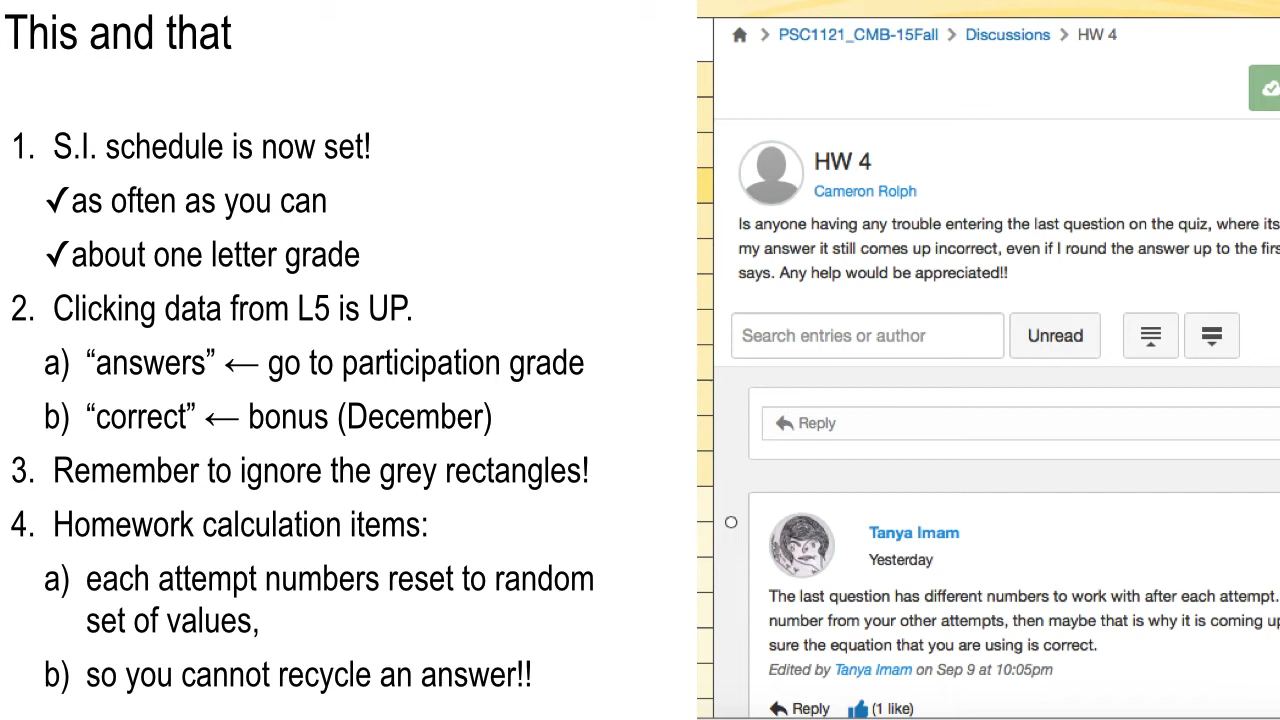 This and that
1. S.I. schedule is now set!
✓as often as you can
✓about one letter grade
2. Clicking data from L5 is UP.
a) “answers” ← go to participation grade
b) “correct” ← bonus (December)
3. Remember to ignore the grey rectangles!
4. Homework calculation items:
a) each attempt numbers reset to random
set of values,
b) so you cannot recycle an answer!!
PSC1121_CMB-15Fall > Discussions > HW 4
HW 4
Cameron Rolph
Is anyone having any trouble entering the last question on the quiz, where its
my answer it still comes up incorrect, even if I round the answer up to the firs
says. Any help would be appreciated!!
Search entries or author
Unread
Reply
Tanya Imam
Yesterday
The last question has different numbers to work with after each attempt.
number from your other attempts, then maybe that is why it is coming up
sure the equation that you are using is correct.
Edited by Tanya Imam on Sep 9 at 10:05pm
Reply (1 like)